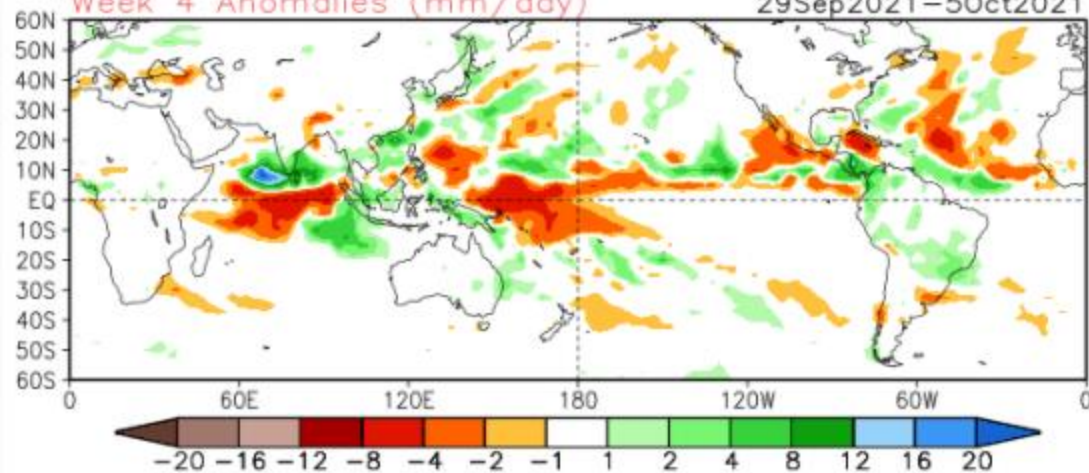 Week 4 Anomalies (mm/day) 29Sep2021–5Oct2021
60N
50N
40N
30N
20N
10N
EQ
10S
20S
30S
40S
50S
60S
0 60E 120E 180 120W 60W 0
−20 −16 −12 −8 −4 −2 −1 1 2 4 8 12 16 20